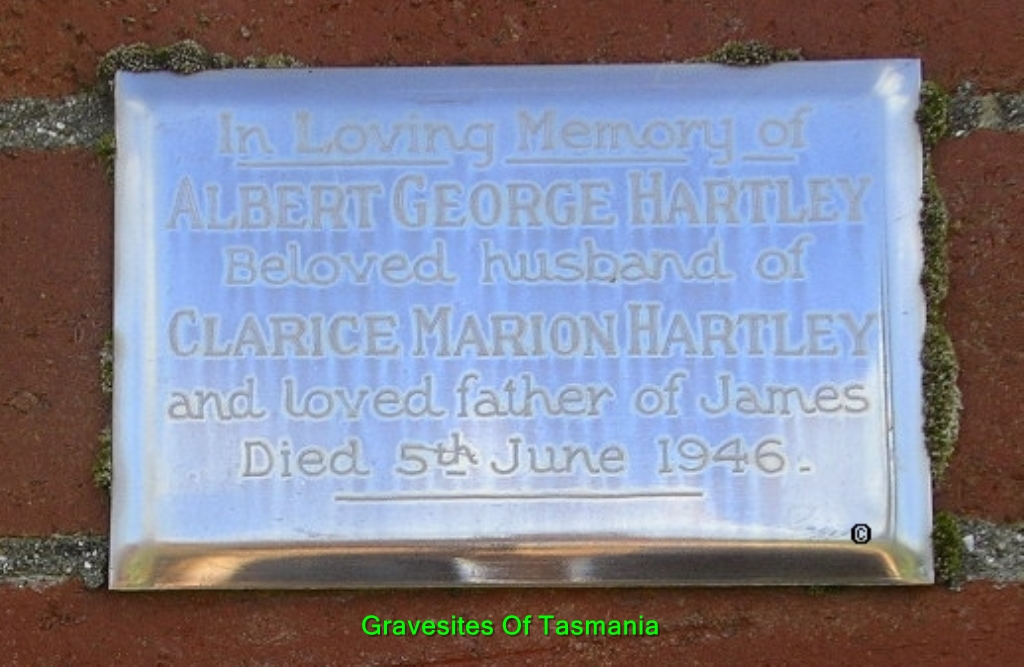 In Loving Memory of
ALBERT GEORGE HARTLEY
Beloved husband of
CLARICE MARION HARTLEY
and loved father of James
Died 5th June 1946.
©
Gravesites Of Tasmania